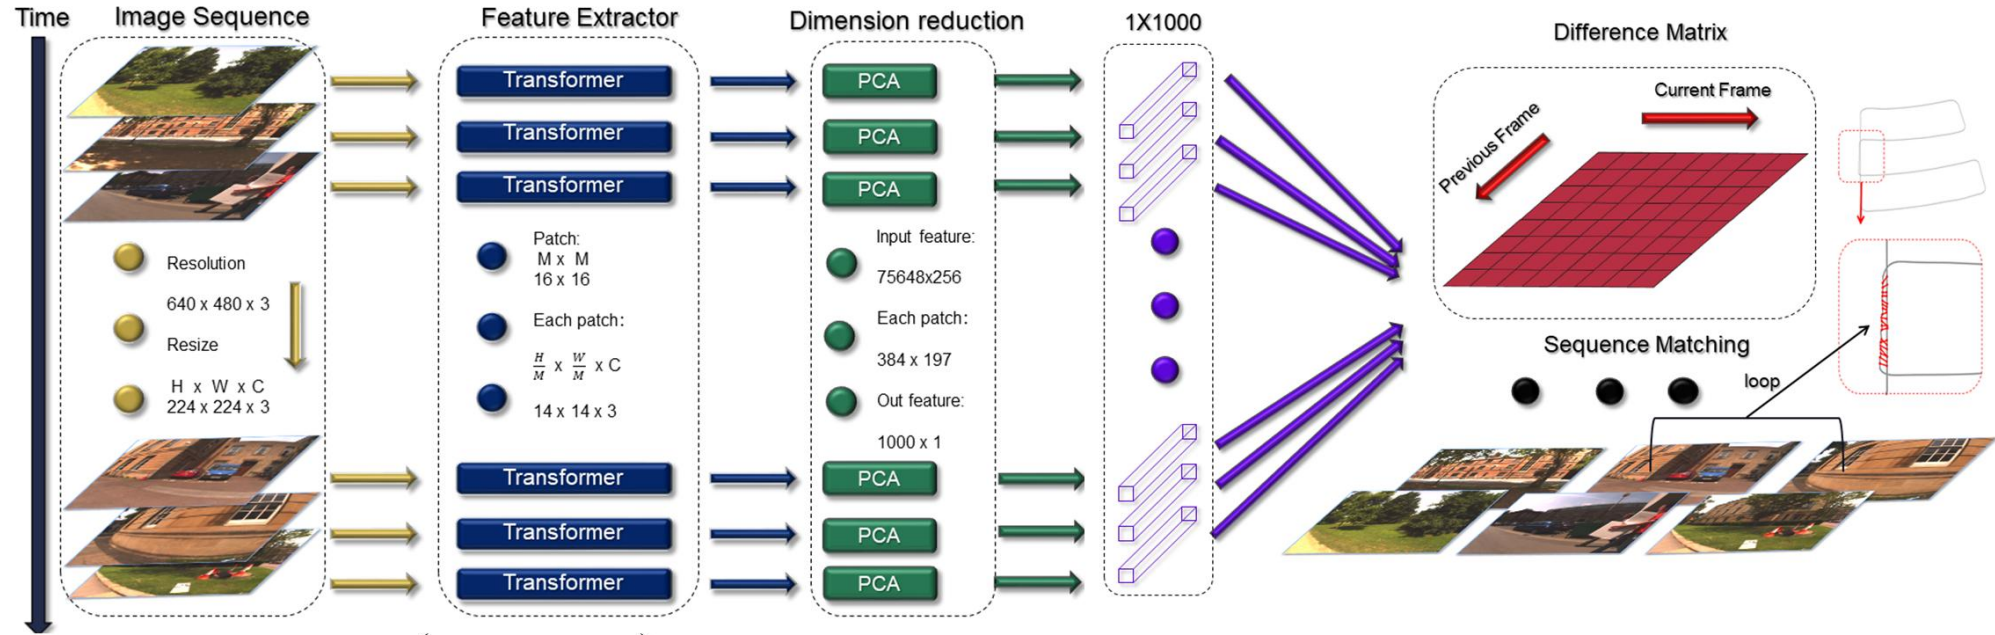 Time
Image Sequence
Feature Extractor
Dimension reduction
1X1000
Difference Matrix
Transformer
PCA
Transformer
PCA
Transformer
PCA
Current Frame
Previous Frame
Resolution
640 x 480 x 3
Resize
H x W x C
224 x 224 x 3
Patch:
M x M
16 x 16
Each patch:
H/M x W/M x C
14 x 14 x 3
Input feature:
75648x256
Each patch:
384 x 197
Out feature:
1000 x 1
Sequence Matching
loop
Transformer
PCA
Transformer
PCA
Transformer
PCA